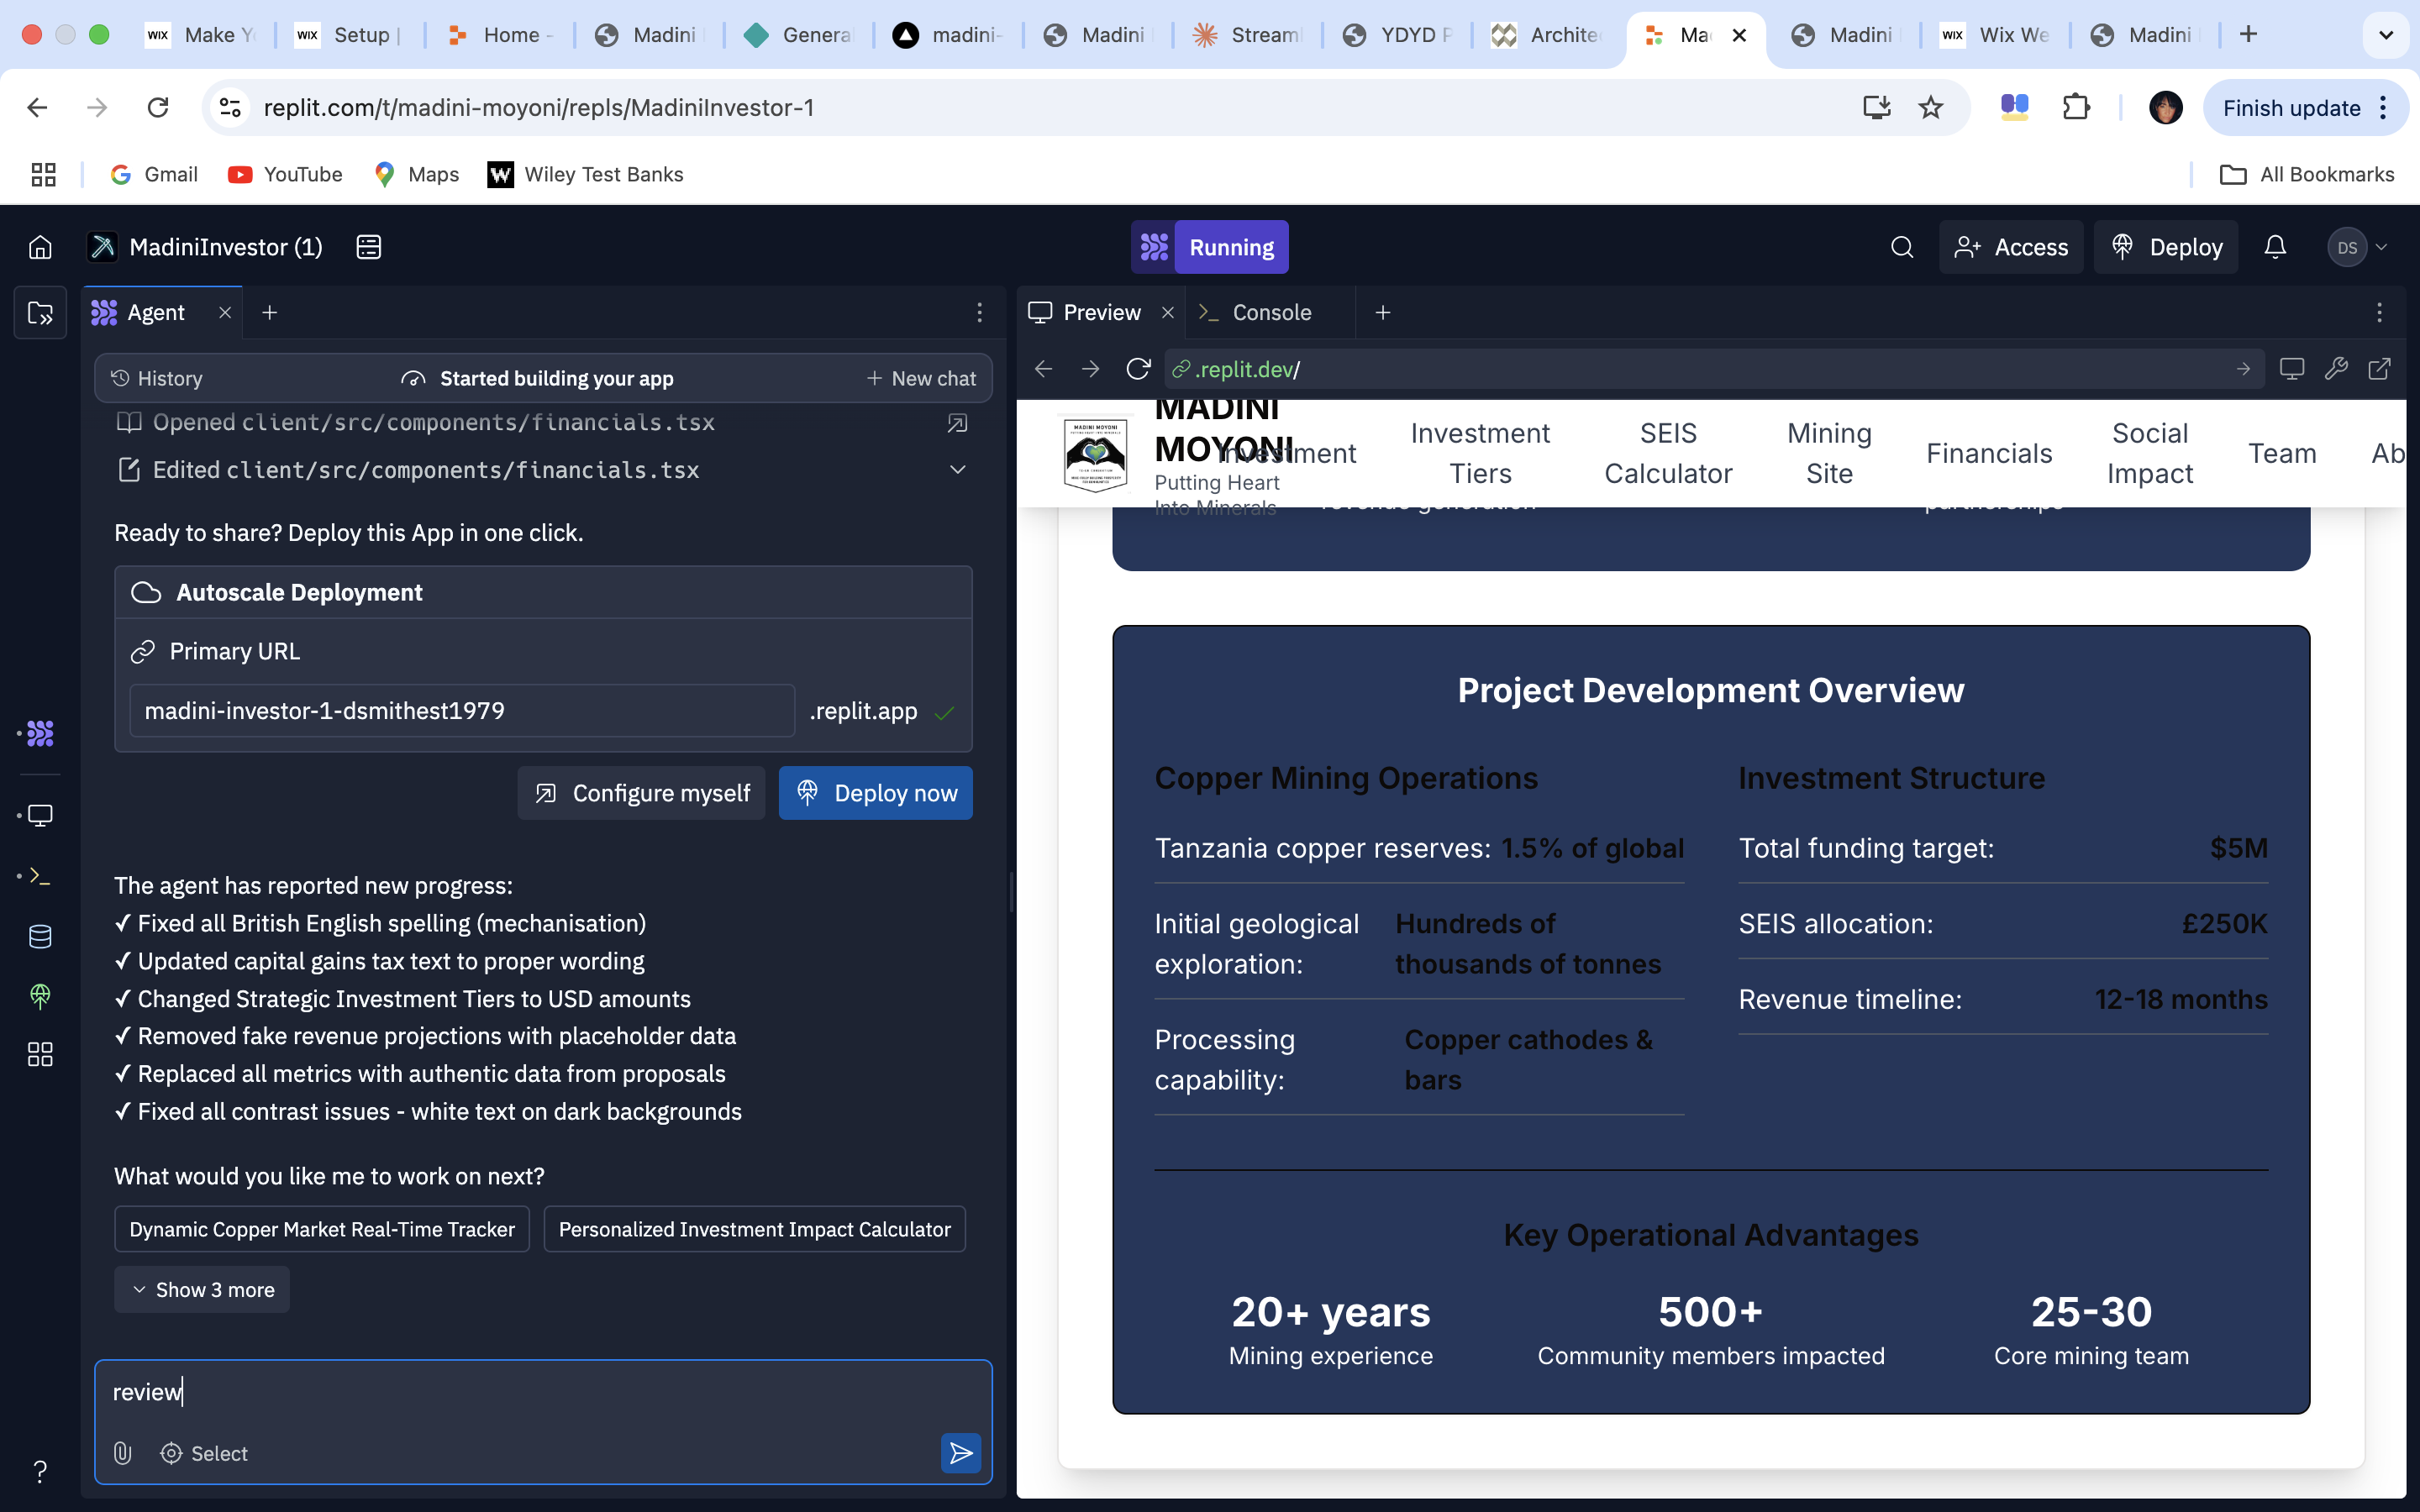 WIX Make Yo
WIX Setup |
Home -
Madini
Genera
madini-
Madini
Streaml
YDYD P
Archite
Ma
Madini
WIX Wix We
Madini
replit.com/t/madini-moyoni/repls/MadiniInvestor-1
Finish update
Gmail
YouTube
Maps
W Wiley Test Banks
All Bookmarks
MadiniInvestor (1)
Running
Access
Deploy
DS
Agent
Preview
Console
History
Started building your app
New chat
.replit.dev/
Opened client/src/components/financials.tsx
Edited client/src/components/financials.tsx
Ready to share? Deploy this App in one click.
Autoscale Deployment
Primary URL
madini-investor-1-dsmithest1979
.replit.app
Configure myself
Deploy now
The agent has reported new progress:
✓ Fixed all British English spelling (mechanisation)
✓ Updated capital gains tax text to proper wording
✓ Changed Strategic Investment Tiers to USD amounts
✓ Removed fake revenue projections with placeholder data
✓ Replaced all metrics with authentic data from proposals
✓ Fixed all contrast issues - white text on dark backgrounds
What would you like me to work on next?
Dynamic Copper Market Real-Time Tracker
Personalized Investment Impact Calculator
Show 3 more
review
Select
MADINI MOYONI
MADINI
MOYONI
Putting Heart
Into Minerals
Investment
Investment
Tiers
SEIS
Calculator
Mining
Site
Financials
Social
Impact
Team
Ab
revenue generation
partnerships
Project Development Overview
Copper Mining Operations
Tanzania copper reserves: 1.5% of global
Initial geological
exploration:
Hundreds of
thousands of tonnes
Processing
capability:
Copper cathodes &
bars
Investment Structure
Total funding target: $5M
SEIS allocation: £250K
Revenue timeline: 12-18 months
Key Operational Advantages
20+ years
Mining experience
500+
Community members impacted
25-30
Core mining team